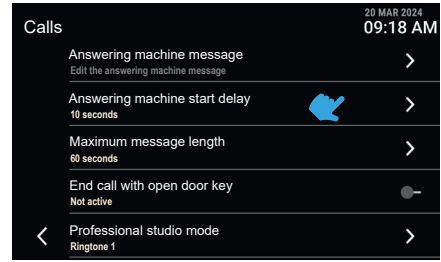 20 MAR 2024
Calls
09:18 AM
Answering machine message
Edit the answering machine message
Answering machine start delay
10 seconds
Maximum message length
60 seconds
End call with open door key
Not active
Professional studio mode
Ringtone 1